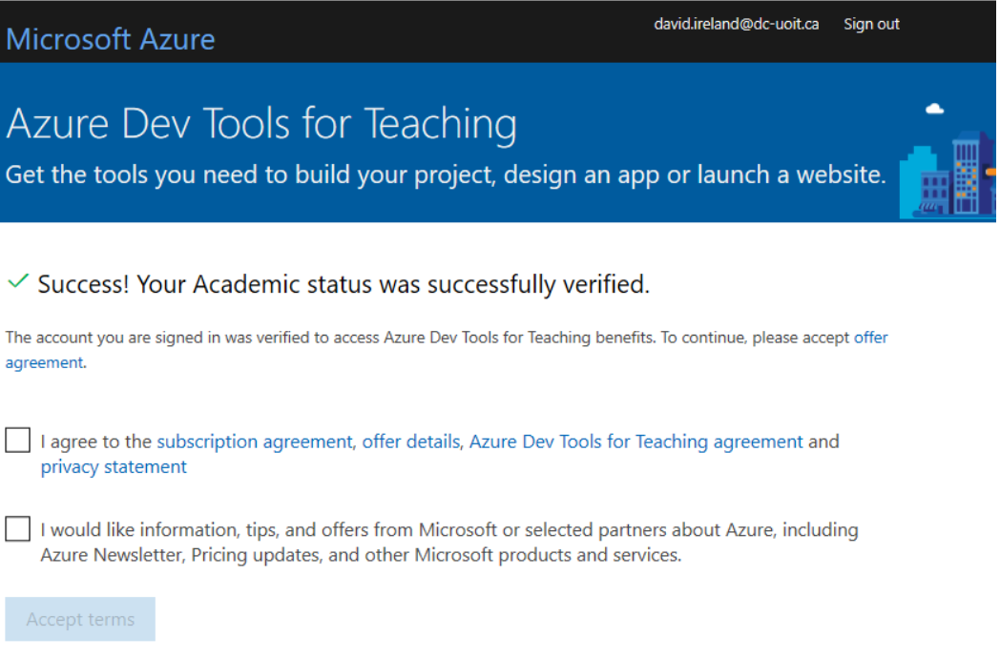 Microsoft Azure
david.ireland@dc-uoit.ca Sign out
Azure Dev Tools for Teaching
Get the tools you need to build your project, design an app or launch a website.
Success! Your Academic status was successfully verified.
The account you are signed in was verified to access Azure Dev Tools for Teaching benefits. To continue, please accept offer
agreement.
I agree to the subscription agreement, offer details, Azure Dev Tools for Teaching agreement and
privacy statement
I would like information, tips, and offers from Microsoft or selected partners about Azure, including
Azure Newsletter, Pricing updates, and other Microsoft products and services.
Accept terms